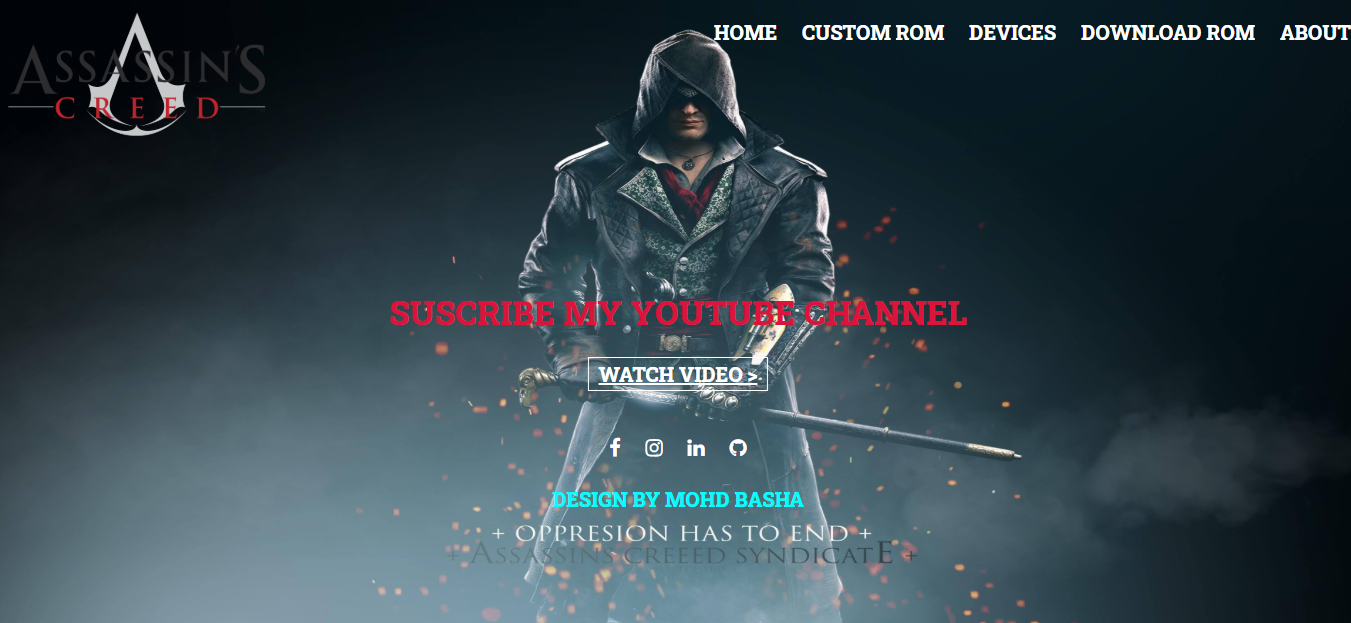 ASSASSIN'S
CREED
HOME CUSTOM ROM DEVICES DOWNLOAD ROM ABOUT
SUSCRIBE MY YOUTUBE CHANNEL
WATCH VIDEO >
f in
DESIGN BY MOHD BASHA
+ OPPRESION HAS TO END +
+ ASSASSINS CREEED SYNDICATE +